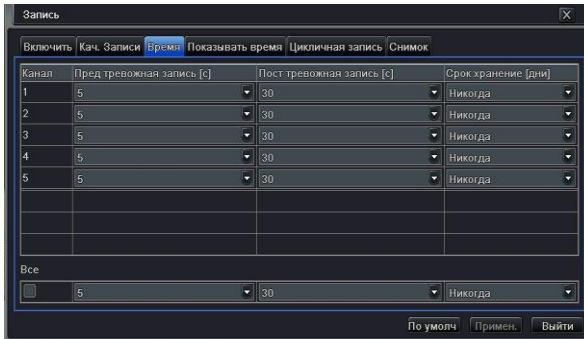 Запись X
Включить Кач. Записи Время Показывать время Цикличная запись Снимок
Канал Пред тревожная запись [с] Пост тревожная запись [с] Срок хранение [дни]
1 5 30 Никогда
2 5 30 Никогда
3 5 30 Никогда
4 5 30 Никогда
5 5 30 Никогда
Все
5 30 Никогда
По умолч Примен. Выйти